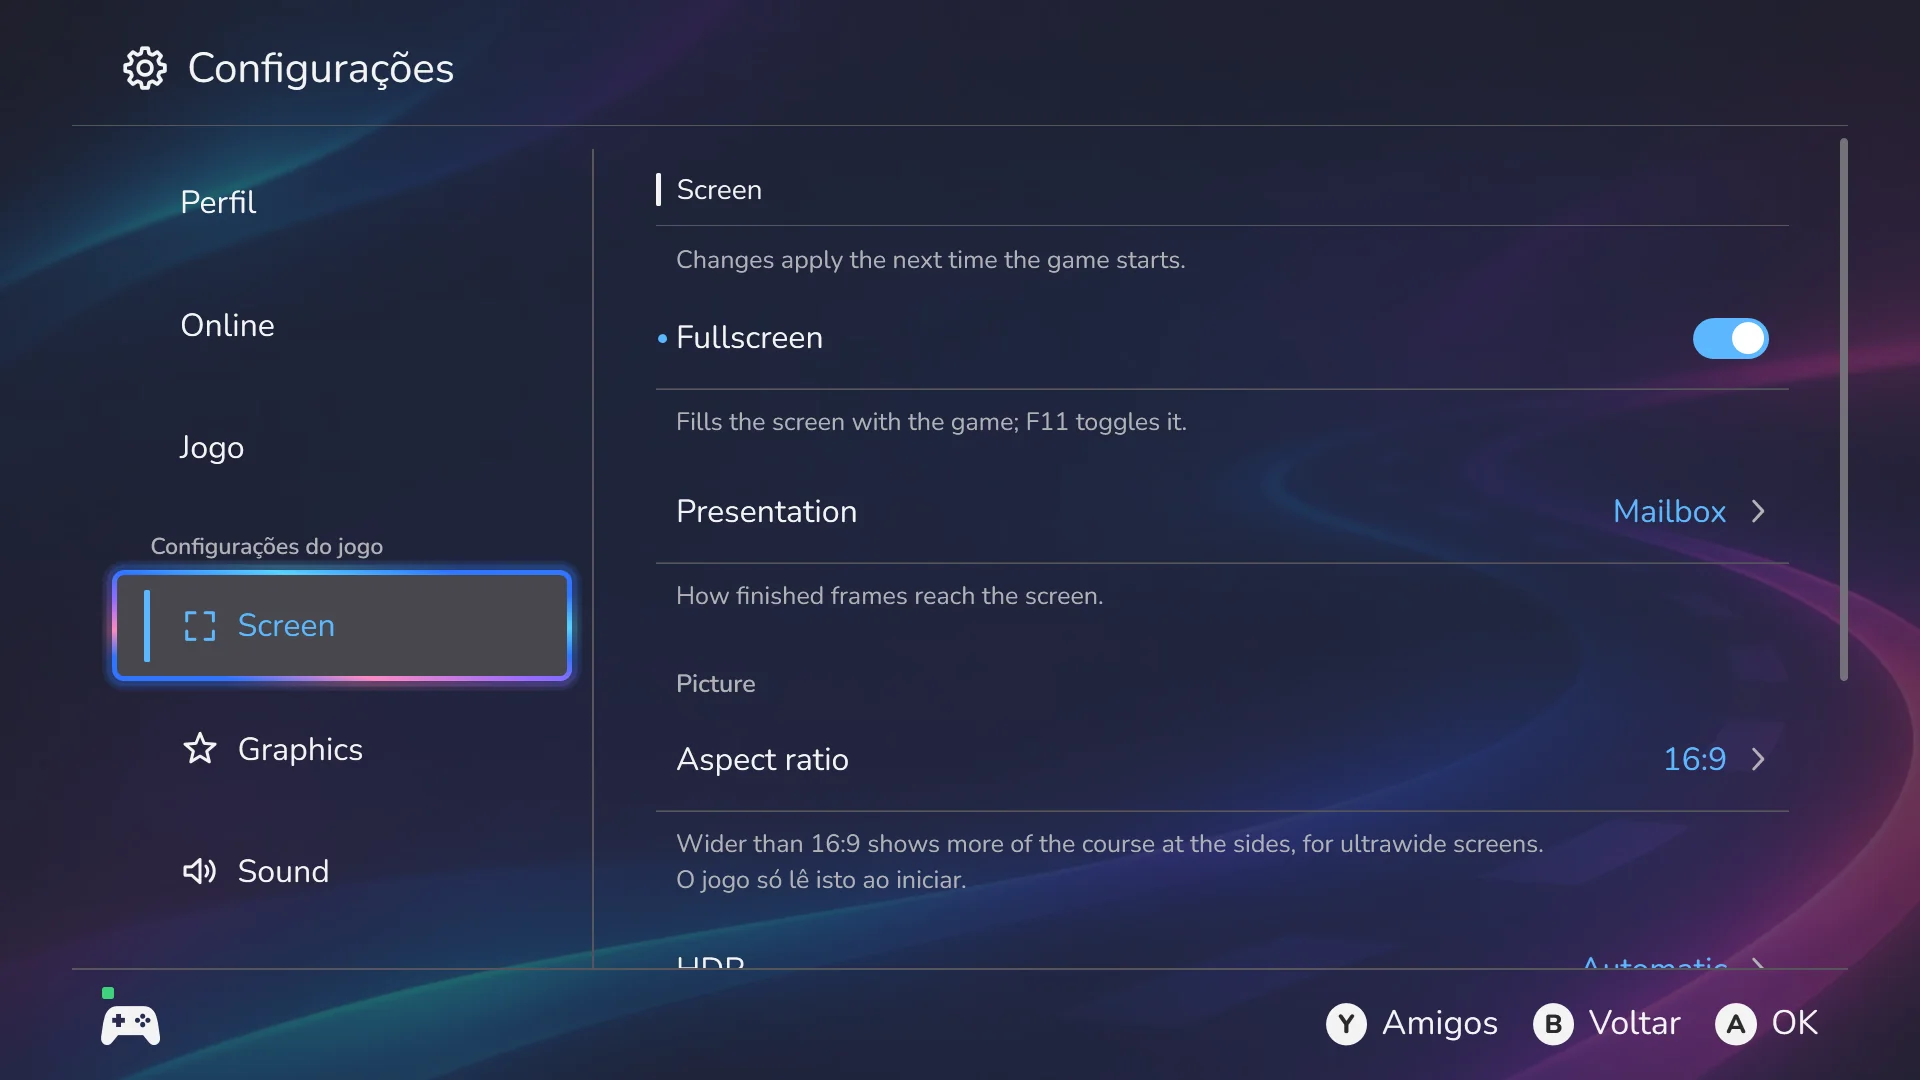 Configurações
Perfil
Online
Jogo
Configurações do jogo
Screen
Graphics
Sound
Screen
Changes apply the next time the game starts.
Fullscreen
Fills the screen with the game; F11 toggles it.
Presentation
Mailbox
How finished frames reach the screen.
Picture
Aspect ratio
16:9
Wider than 16:9 shows more of the course at the sides, for ultrawide screens.
O jogo só lê isto ao iniciar.
HDR
Automatic
Y Amigos
B Voltar
A OK